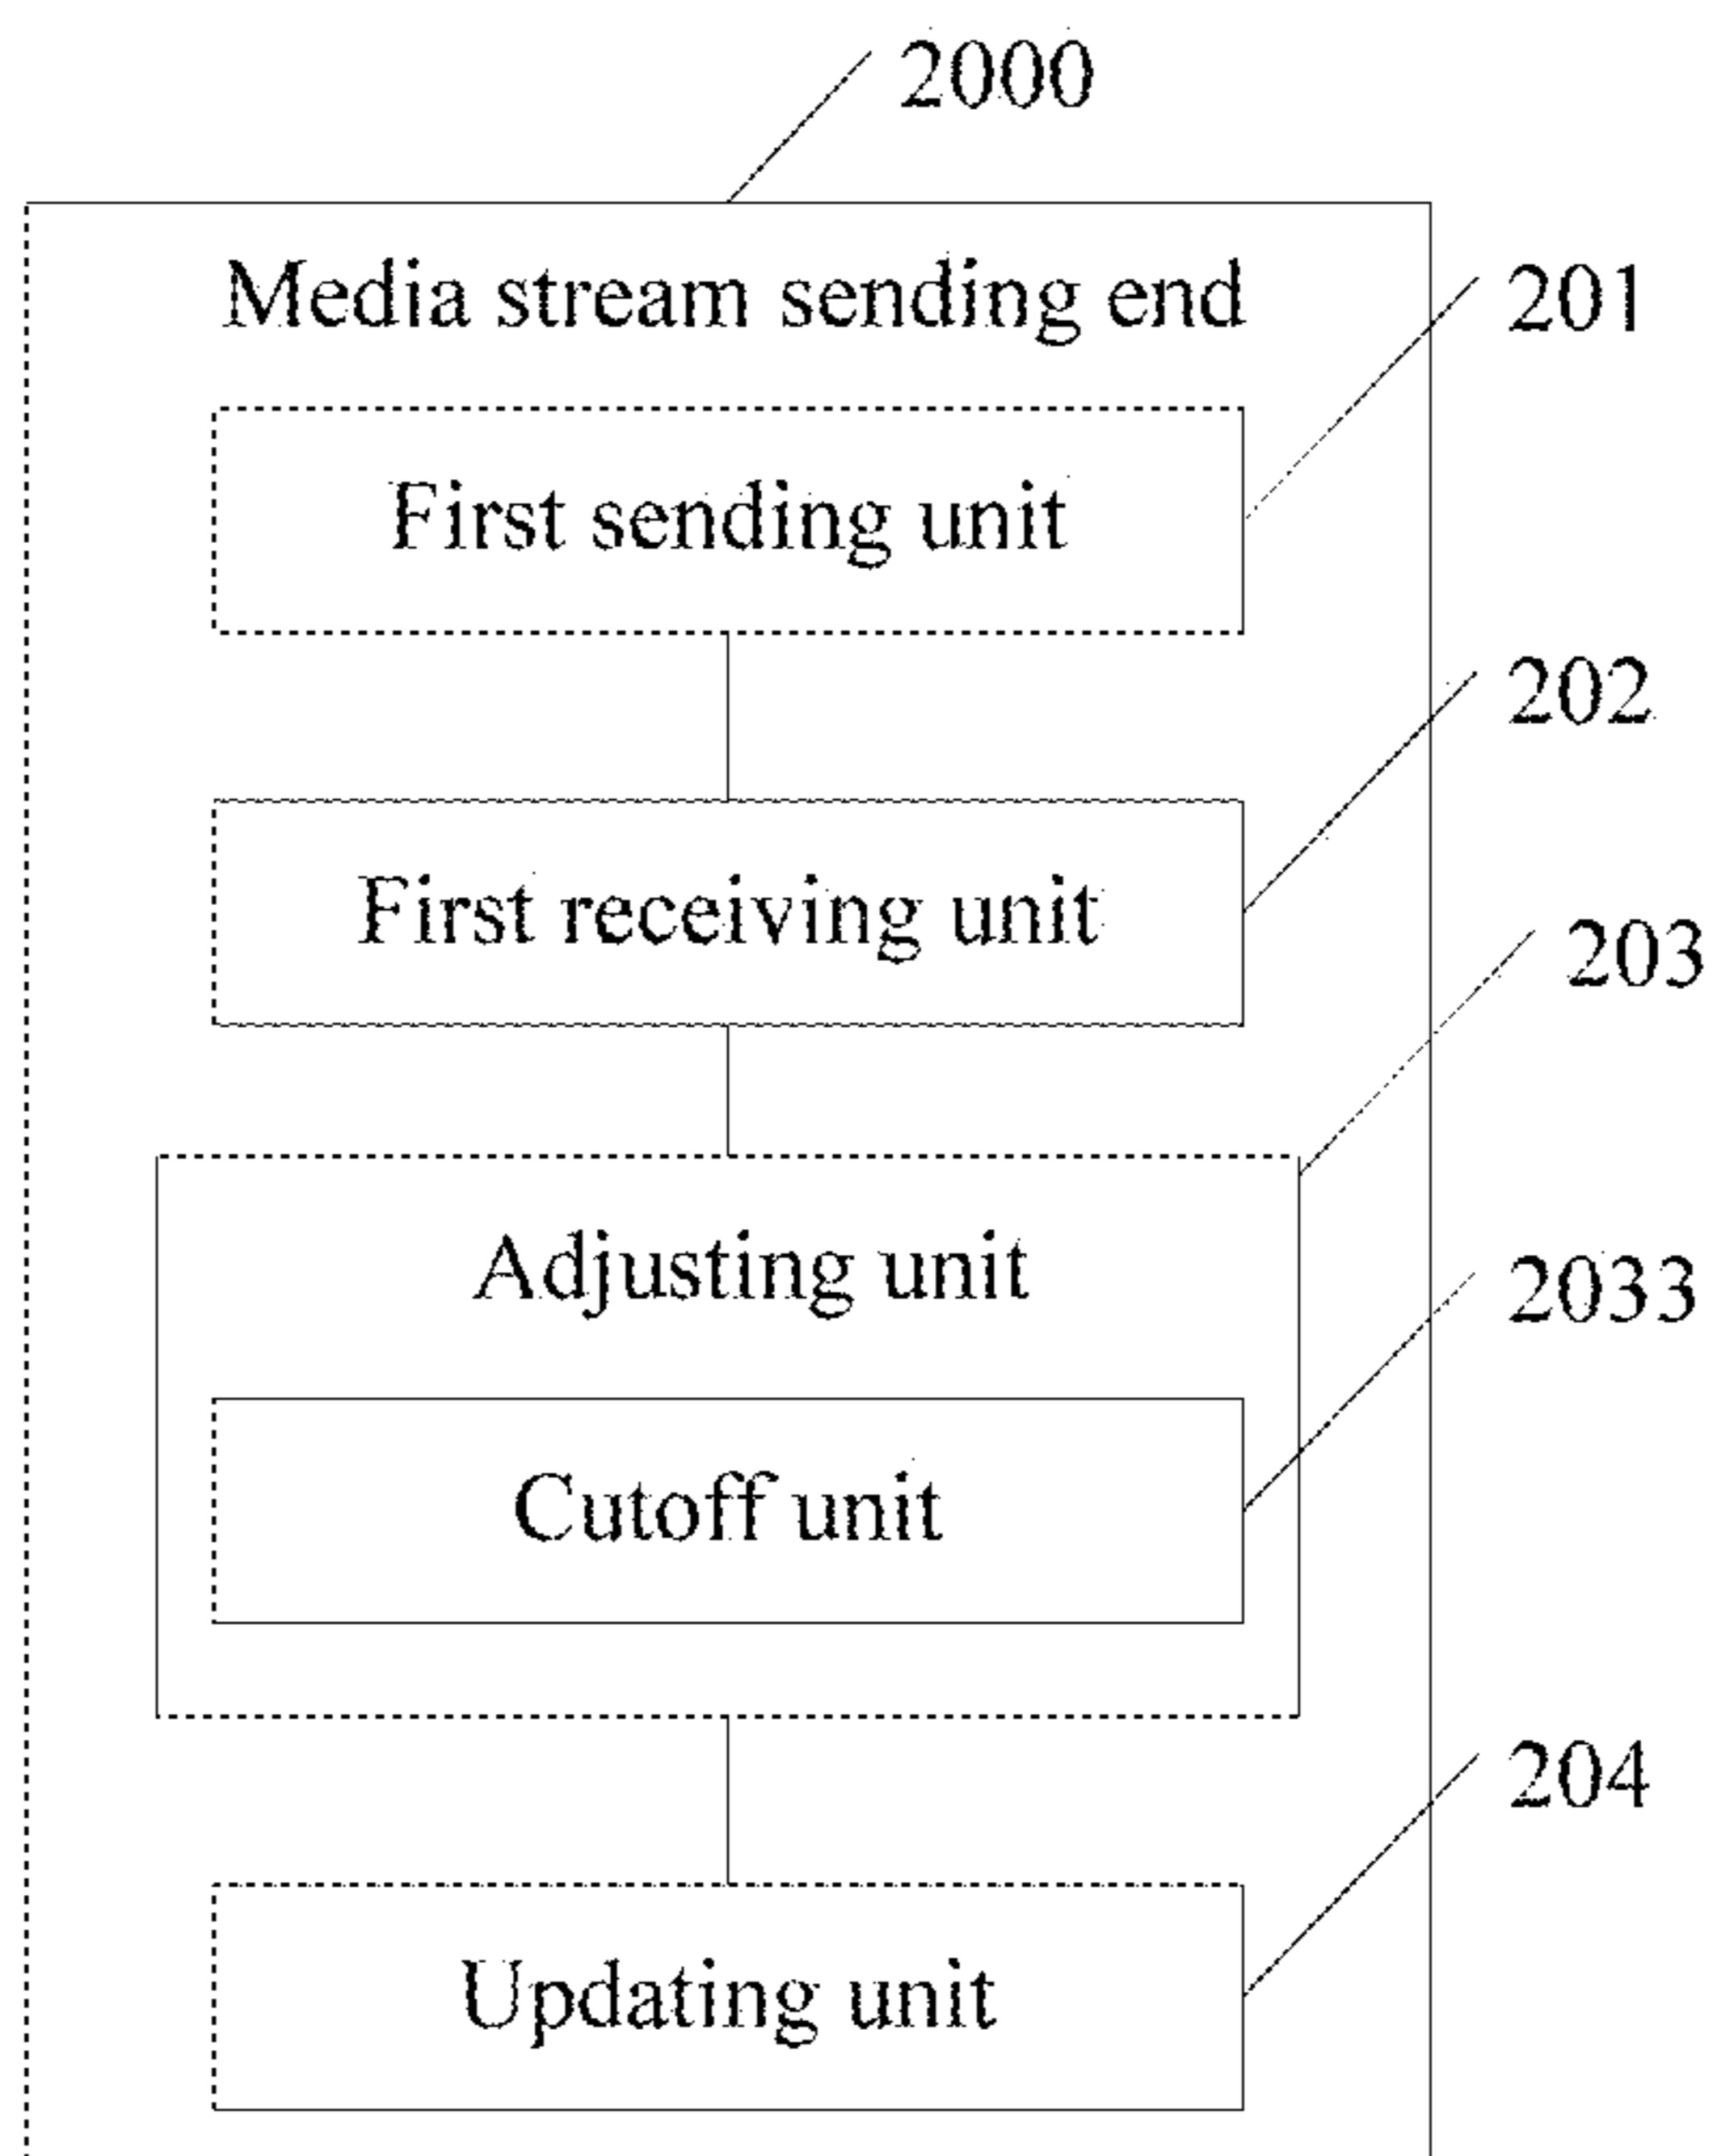 2000
Media stream sending end
201
First sending unit
202
First receiving unit
203
Adjusting unit
2033
Cutoff unit
204
Updating unit